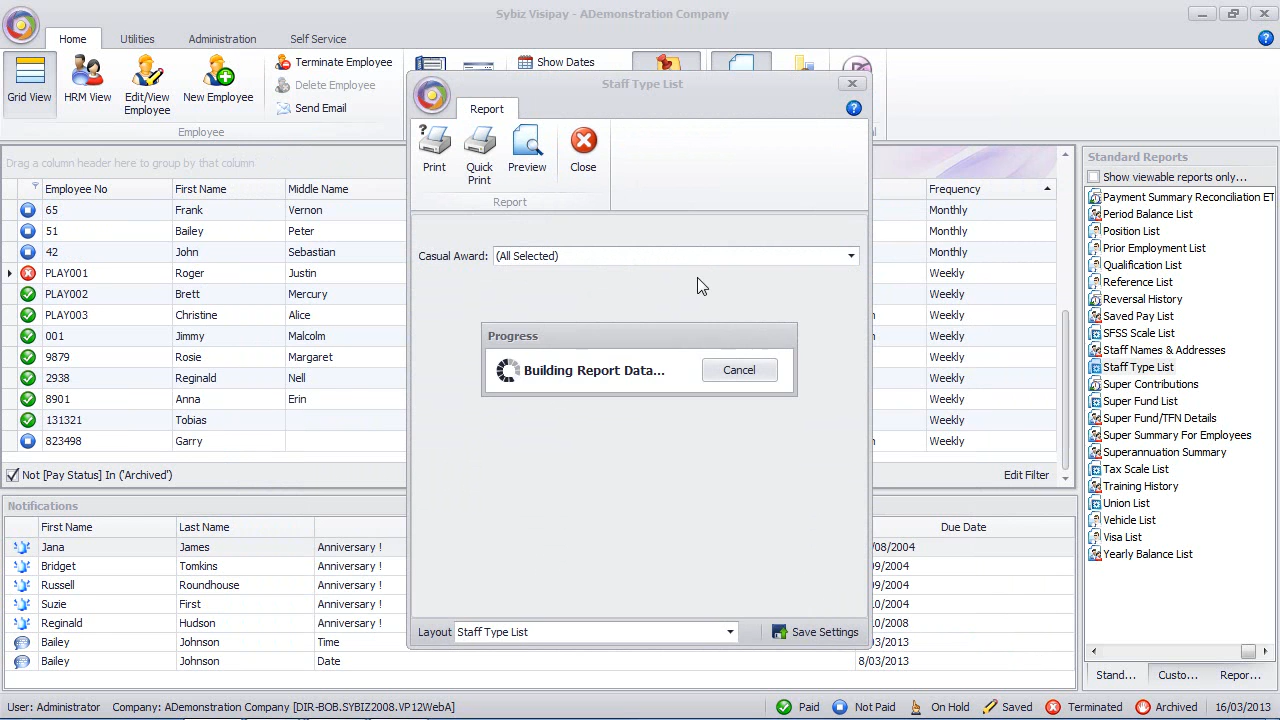 Sybiz Visipay - ADemonstration Company
Home Utilities Administration Self Service
Grid View
HRM View
Edit/View Employee
New Employee
Terminate Employee
Delete Employee
Send Email
Show Dates
Employee
Drag a column header here to group by that column
Employee No First Name Middle Name Frequency
65 Frank Vernon Monthly
51 Bailey Peter Monthly
42 John Sebastian Monthly
PLAY001 Roger Justin Weekly
PLAY002 Brett Mercury Weekly
PLAY003 Christine Alice Weekly
001 Jimmy Malcolm Weekly
9879 Rosie Margaret Weekly
2938 Reginald Nell Weekly
8901 Anna Erin Weekly
131321 Tobias Weekly
823498 Garry Weekly
Not [Pay Status] In ('Archived') Edit Filter
Notifications
First Name Last Name Due Date
Jana James Anniversary ! /08/2004
Bridget Tomkins Anniversary ! 09/2004
Russell Roundhouse Anniversary ! 09/2004
Suzie First Anniversary ! 10/2004
Reginald Hudson Anniversary ! 10/2008
Bailey Johnson Time 03/2013
Bailey Johnson Date 8/03/2013
Staff Type List
Report
Print
Quick Print
Preview
Close
Report
Casual Award: (All Selected)
Progress
Building Report Data... Cancel
Layout Staff Type List Save Settings
Standard Reports
Show viewable reports only...
Payment Summary Reconciliation ET
Period Balance List
Position List
Prior Employment List
Qualification List
Reference List
Reversal History
Saved Pay List
SFSS Scale List
Staff Names & Addresses
Staff Type List
Super Contributions
Super Fund List
Super Fund/TFN Details
Super Summary For Employees
Superannuation Summary
Tax Scale List
Training History
Union List
Vehicle List
Visa List
Yearly Balance List
Stand... Custo... Repor...
User: Administrator Company: ADemonstration Company [DIR-BOB.SYBIZ2008.VP12WebA] Paid Not Paid On Hold Saved Terminated Archived 16/03/2013